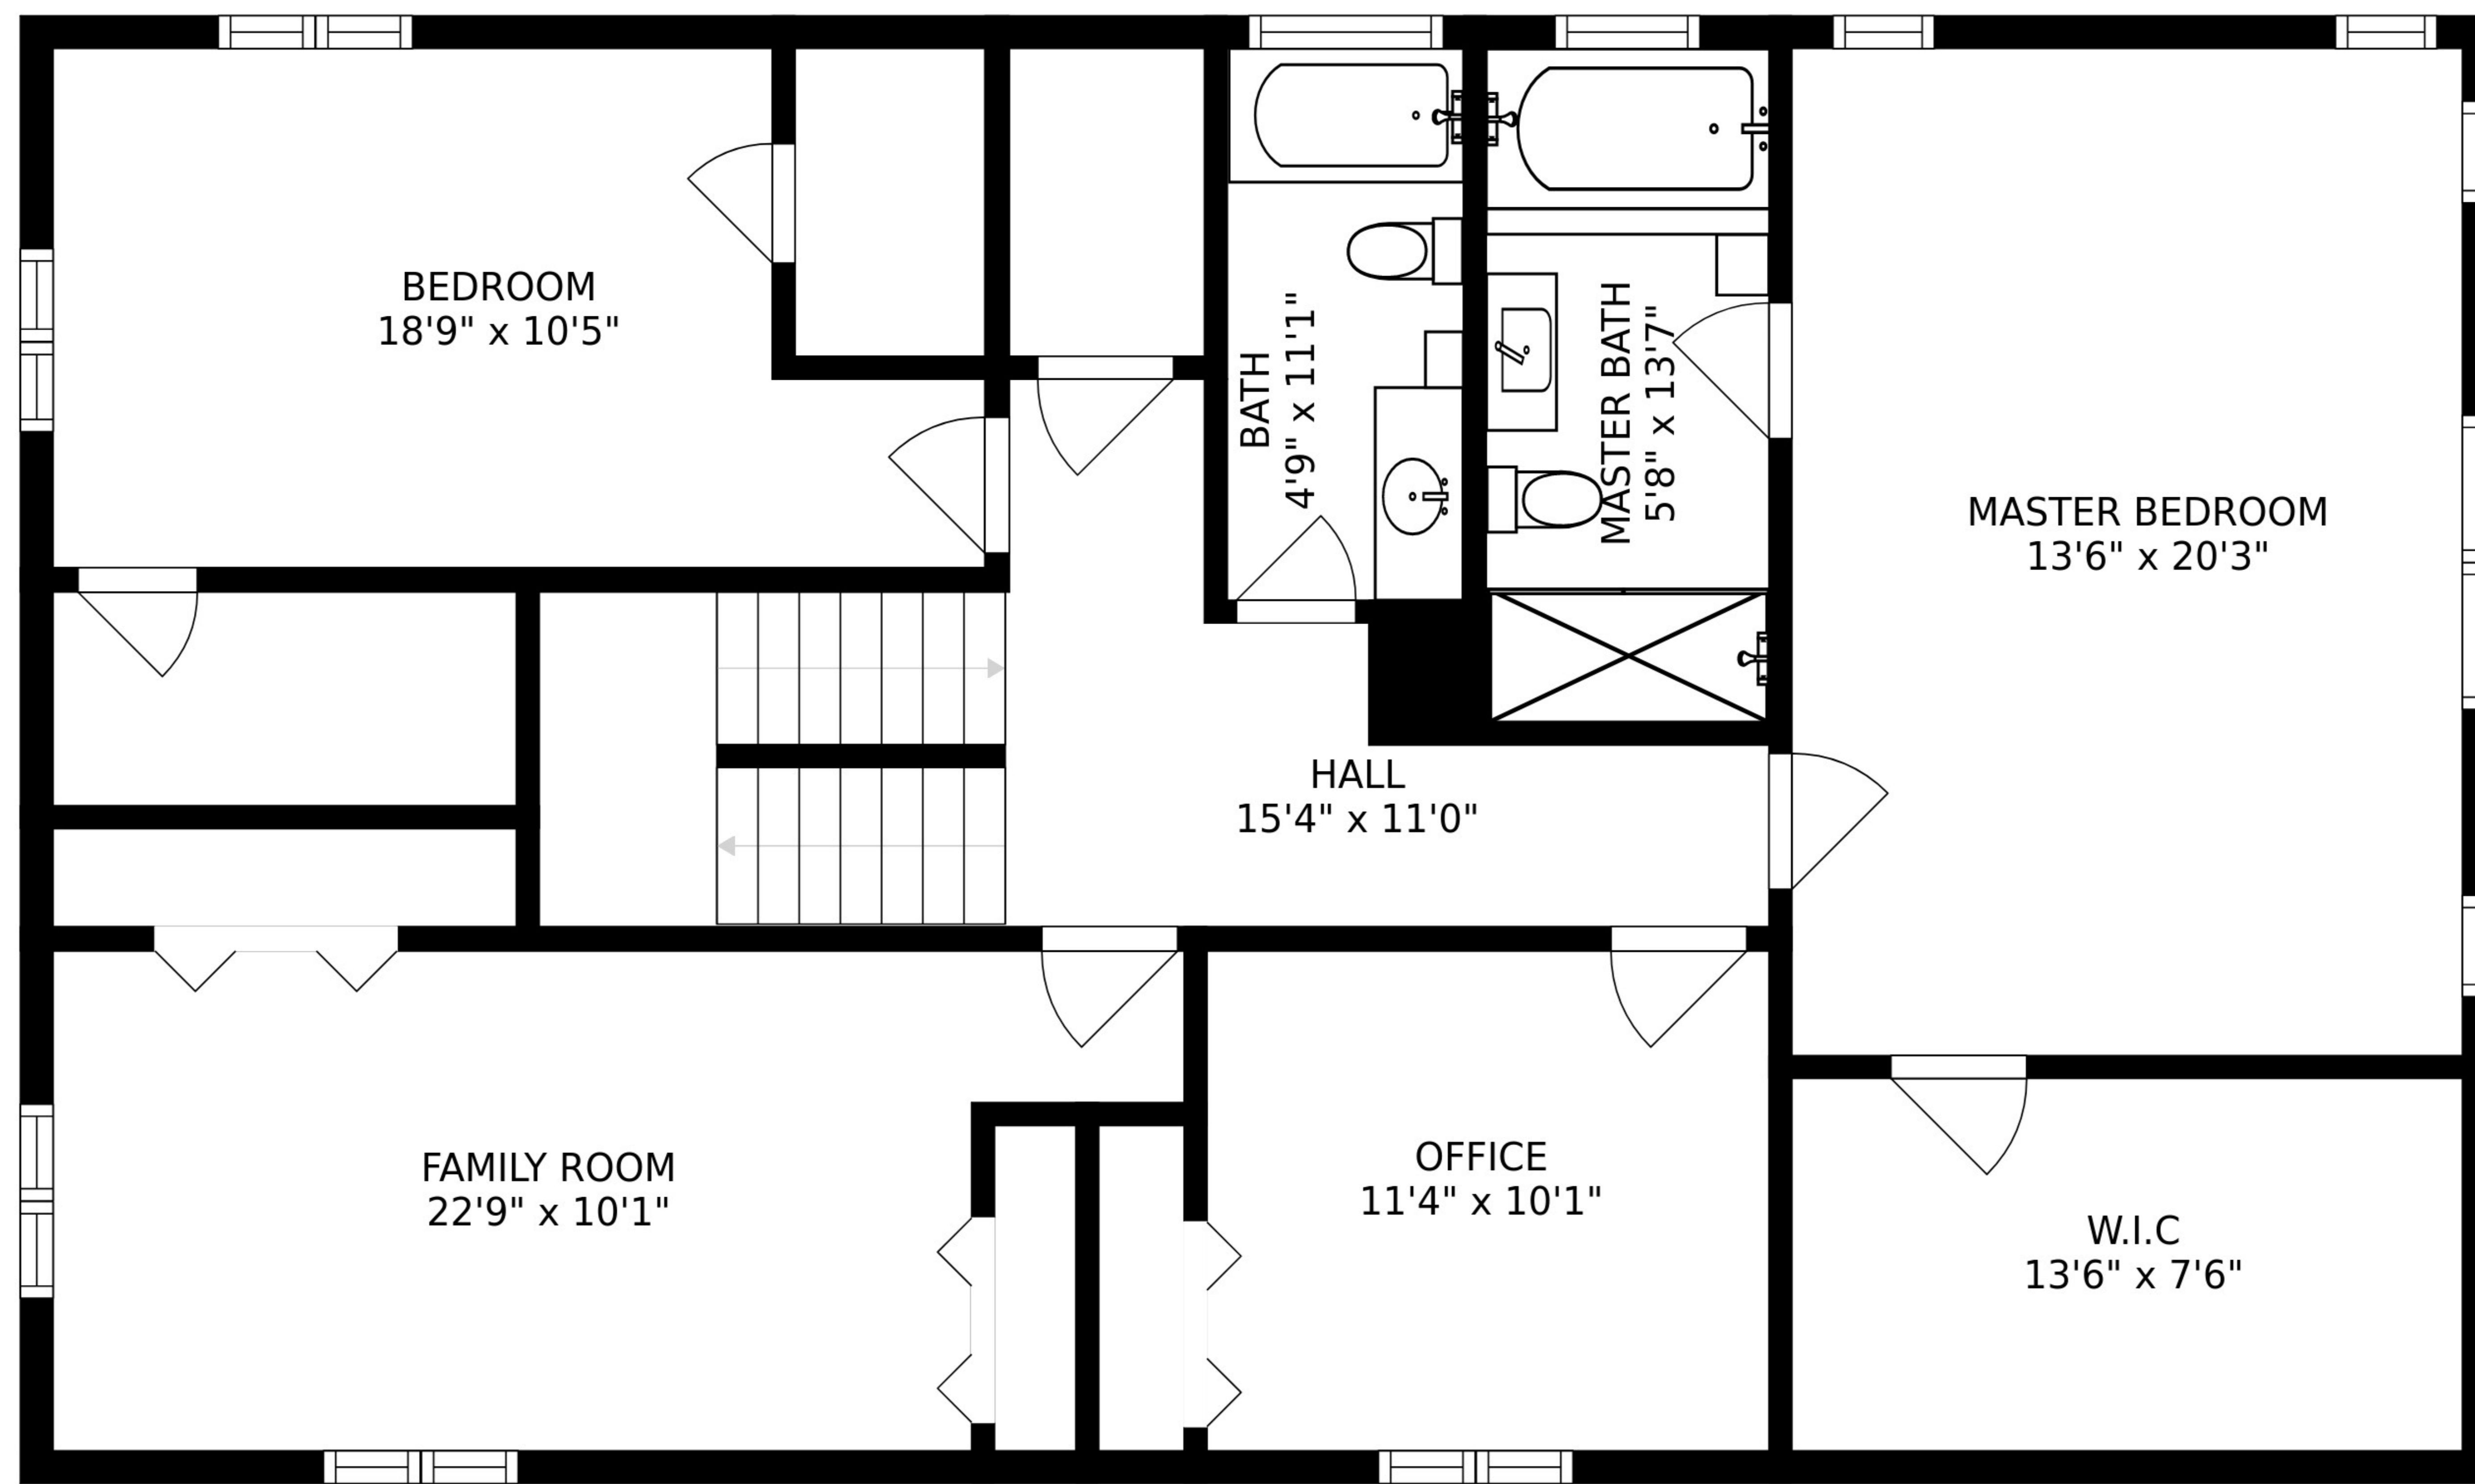 BEDROOM
18'9" x 10'5"
BATH
4'9" x 11'1"
MASTER BATH
5'8" x 13'7"
MASTER BEDROOM
13'6" x 20'3"
HALL
15'4" x 11'0"
FAMILY ROOM
22'9" x 10'1"
OFFICE
11'4" x 10'1"
W.I.C
13'6" x 7'6"